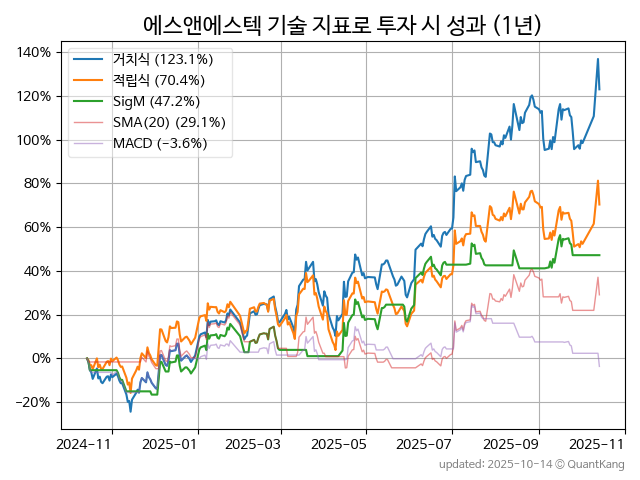 에스앤에스텍 기술 지표로 투자 시 성과 (1년)
140%
120%
100%
80%
60%
40%
20%
0%
−20%
거치식 (123.1%)
적립식 (70.4%)
SigM (47.2%)
SMA(20) (29.1%)
MACD (−3.6%)
2024-11 2025-01 2025-03 2025-05 2025-07 2025-09 2025-11
updated: 2025-10-14 © QuantKang